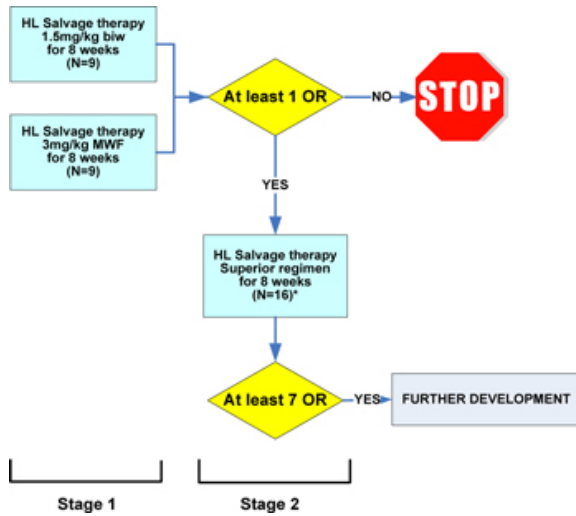 HL Salvage therapy
1.5mg/kg biw
for 8 weeks
(N=9)
HL Salvage therapy
3mg/kg MWF
for 8 weeks
(N=9)
At least 1 OR
NO
STOP
YES
HL Salvage therapy
Superior regimen
for 8 weeks
(N=16)*
At least 7 OR
YES
FURTHER DEVELOPMENT
Stage 1
Stage 2